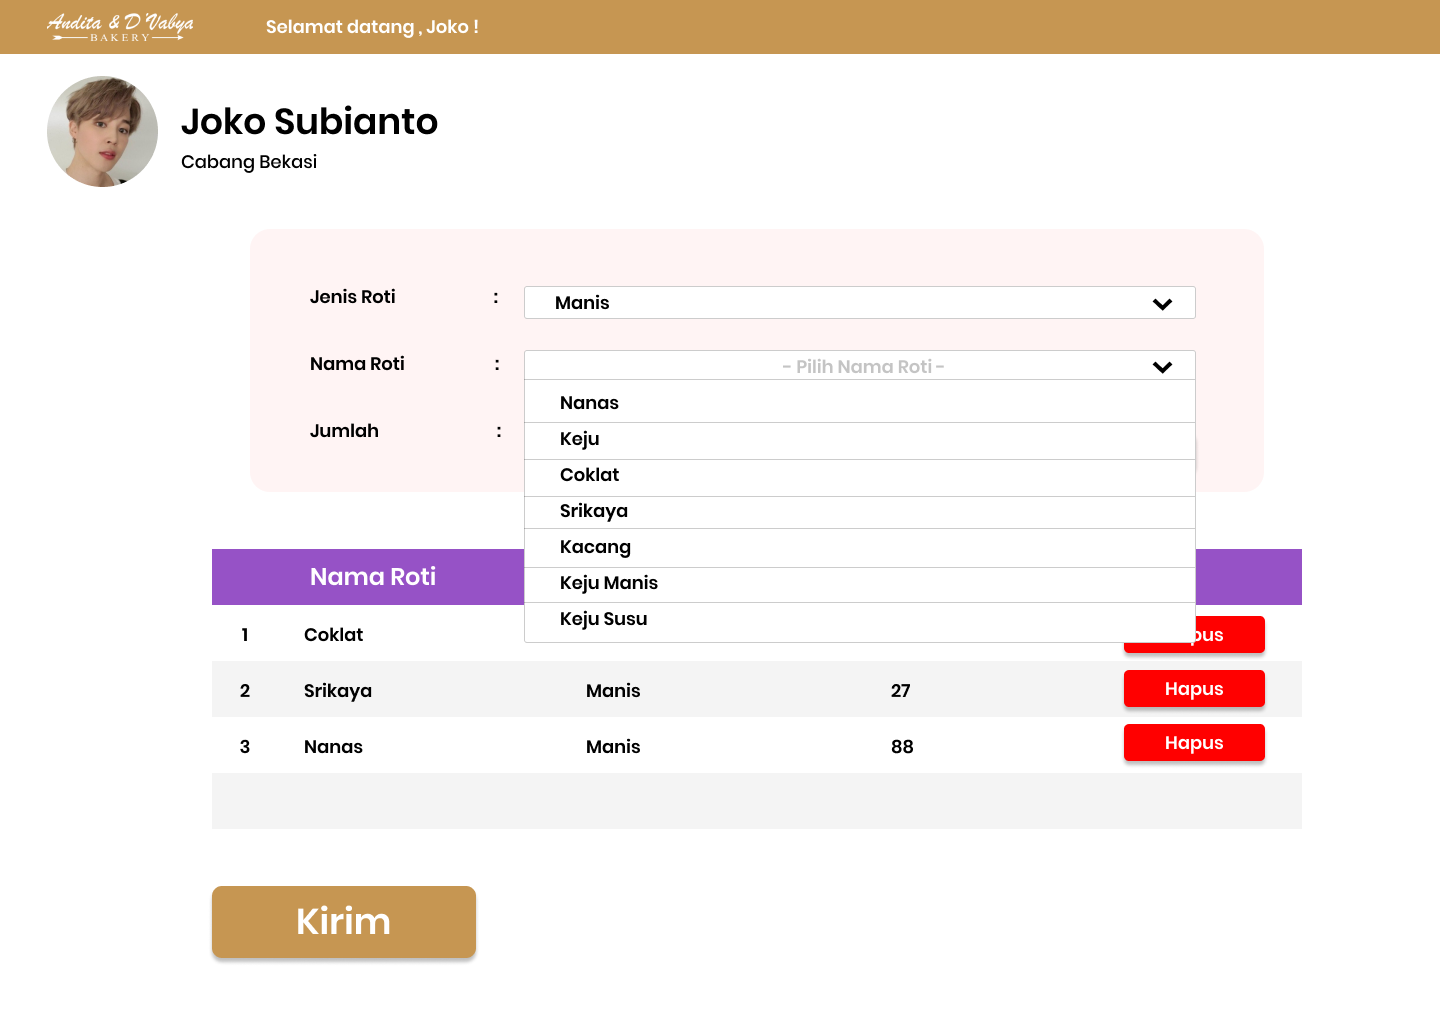 Andita & D'Vabya
BAKERY
Selamat datang , Joko !
Joko Subianto
Cabang Bekasi
Jenis Roti : Manis
Nama Roti : - Pilih Nama Roti -
Nanas
Jumlah :
Keju
Coklat
Srikaya
Kacang
Keju Manis
Keju Susu
Nama Roti
1 Coklat pus
2 Srikaya Manis 27 Hapus
3 Nanas Manis 88 Hapus
Kirim